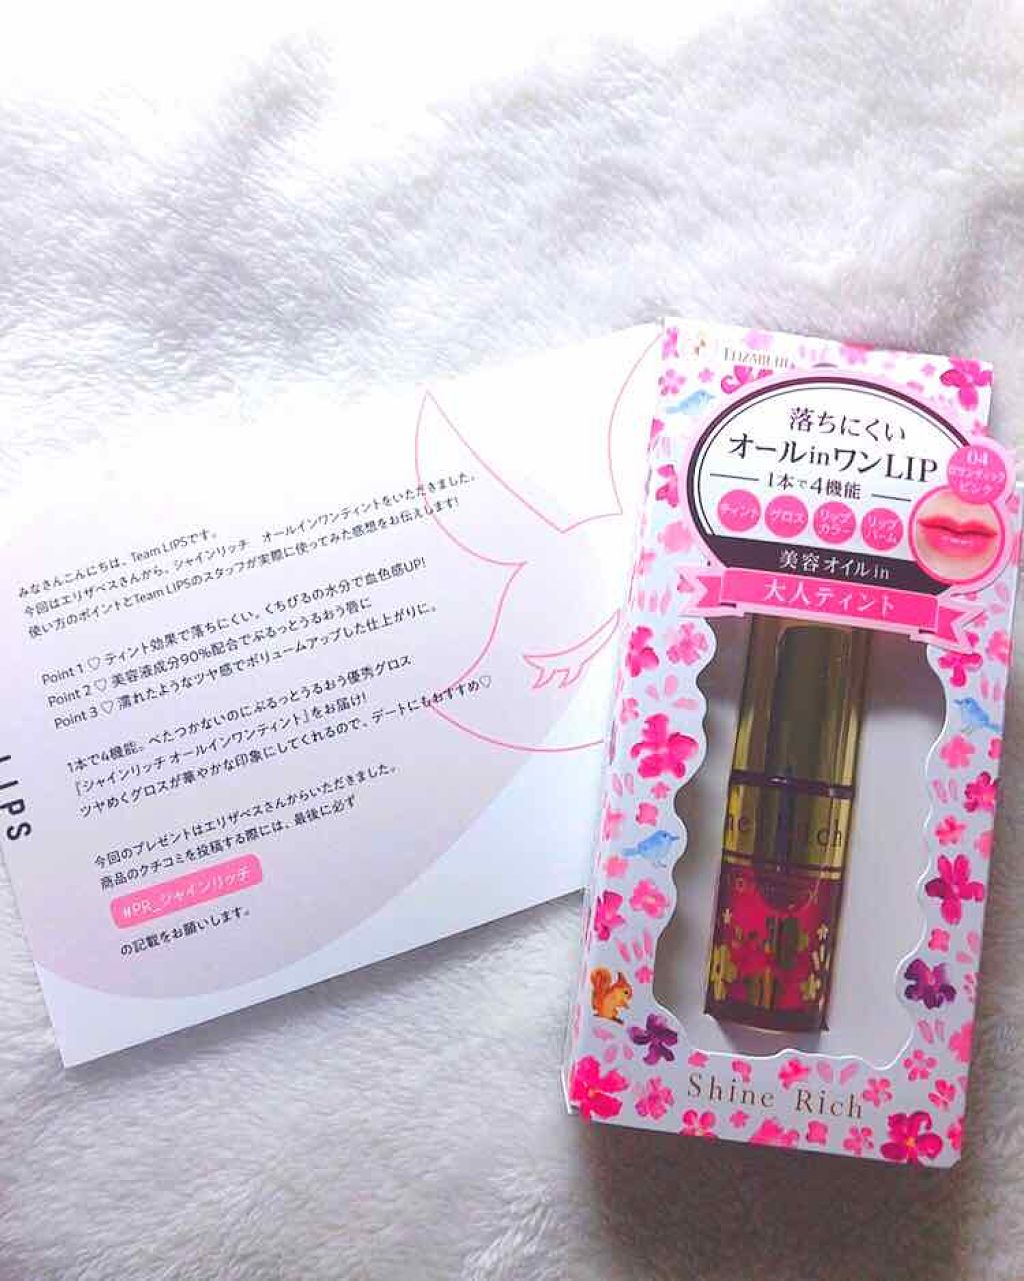 みなさんこんにちは、Team LIPSです。
今回はエリザベスさんから、シャインリッチ オールインワンティントをいただきました。
使い方のポイントとTeam LIPSのスタッフが実際に使ってみた感想をお伝えします!
Point 1 ♡ ティント効果で落ちにくい。くちびるの水分で血色感UP!
Point 2 ♡ 美容液成分90%配合でぷるっとうるおう唇に
Point 3 ♡ 濡れたようなツヤ感でボリュームアップした仕上がりに。
1本で4機能。べたつかないのにぷるっとうるおう優秀グロス
『シャインリッチ オールインワンティント』をお届け!
ツヤめくグロスが華やかな印象にしてくれるので、デートにもおすすめ♡
今回のプレゼントはエリザベスさんからいただきました。
商品のクチコミを投稿する際には、最後に必ず
#PR_シャインリッチ
の記載をお願いします。
LIPS
ELIZABETH
落ちにくい
オールinワンLIP
1本で4機能
ティント
グロス
リップ
カラー
リップ
バーム
04
ロマンティック
ピンク
美容オイルin
大人ティント
Shine Rich